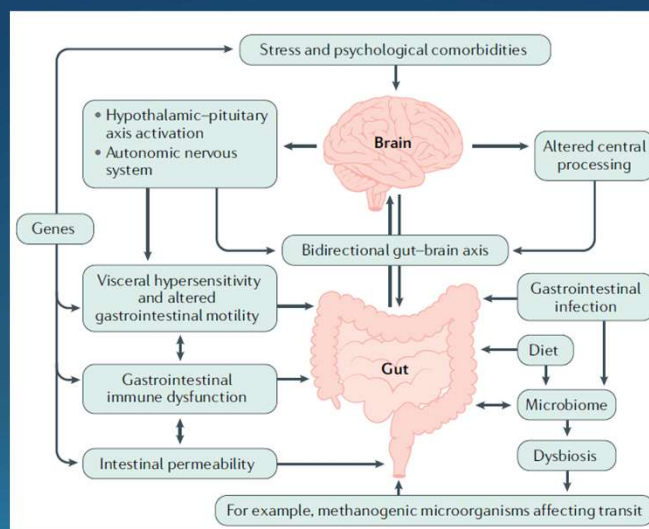 Stress and psychological comorbidities
• Hypothalamic–pituitary
axis activation
• Autonomic nervous
system
Brain
Altered central
processing
Genes
Bidirectional gut–brain axis
Visceral hypersensitivity
and altered
gastrointestinal motility
Gastrointestinal
infection
Diet
Gut
Gastrointestinal
immune dysfunction
Microbiome
Intestinal permeability
Dysbiosis
For example, methanogenic microorganisms affecting transit